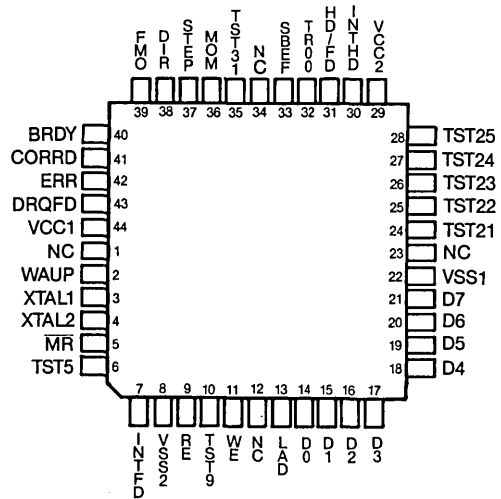 FMO
DIR
STEP
MOM
TST31
NC
SBEF
TR00
HD/FD
INTHD
VCC2
39 38 37 36 35 34 33 32 31 30 29
BRDY 40
CORRD 41
ERR 42
DRQFD 43
VCC1 44
NC 1
WAUP 2
XTAL1 3
XTAL2 4
M̅R̅ 5
TST5 6
28 TST25
27 TST24
26 TST23
25 TST22
24 TST21
23 NC
22 VSS1
21 D7
20 D6
19 D5
18 D4
7 8 9 10 11 12 13 14 15 16 17
INTFD
VSS2
RE
TST9
WE
NC
LAD
D0
D1
D2
D3